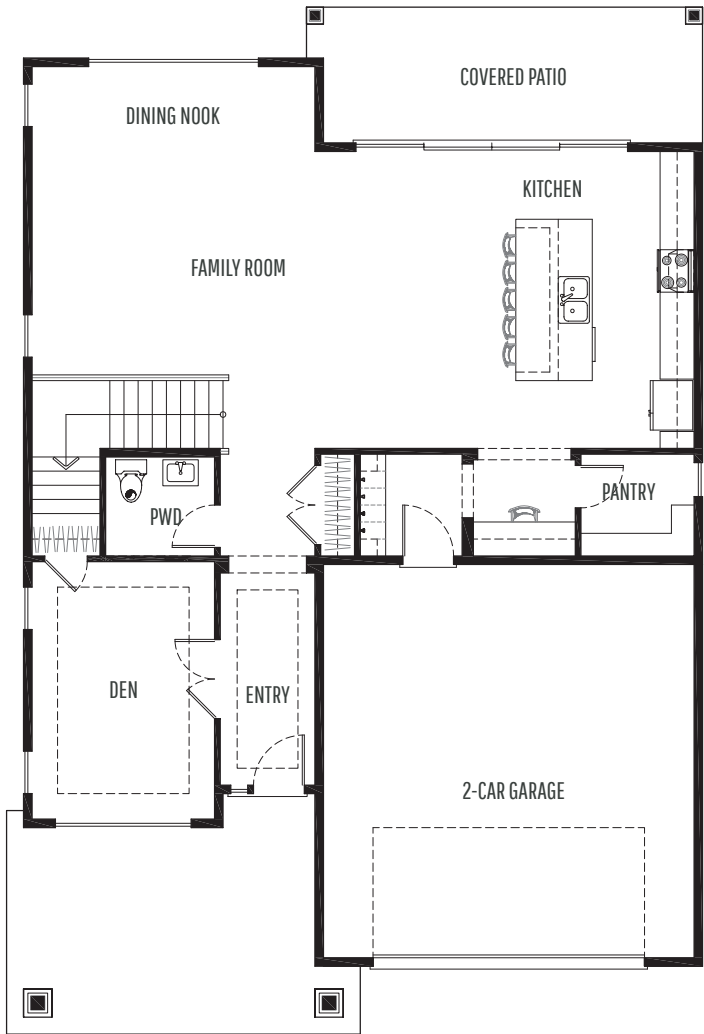 COVERED PATIO
DINING NOOK
KITCHEN
FAMILY ROOM
PANTRY
PWD
DEN
ENTRY
2-CAR GARAGE